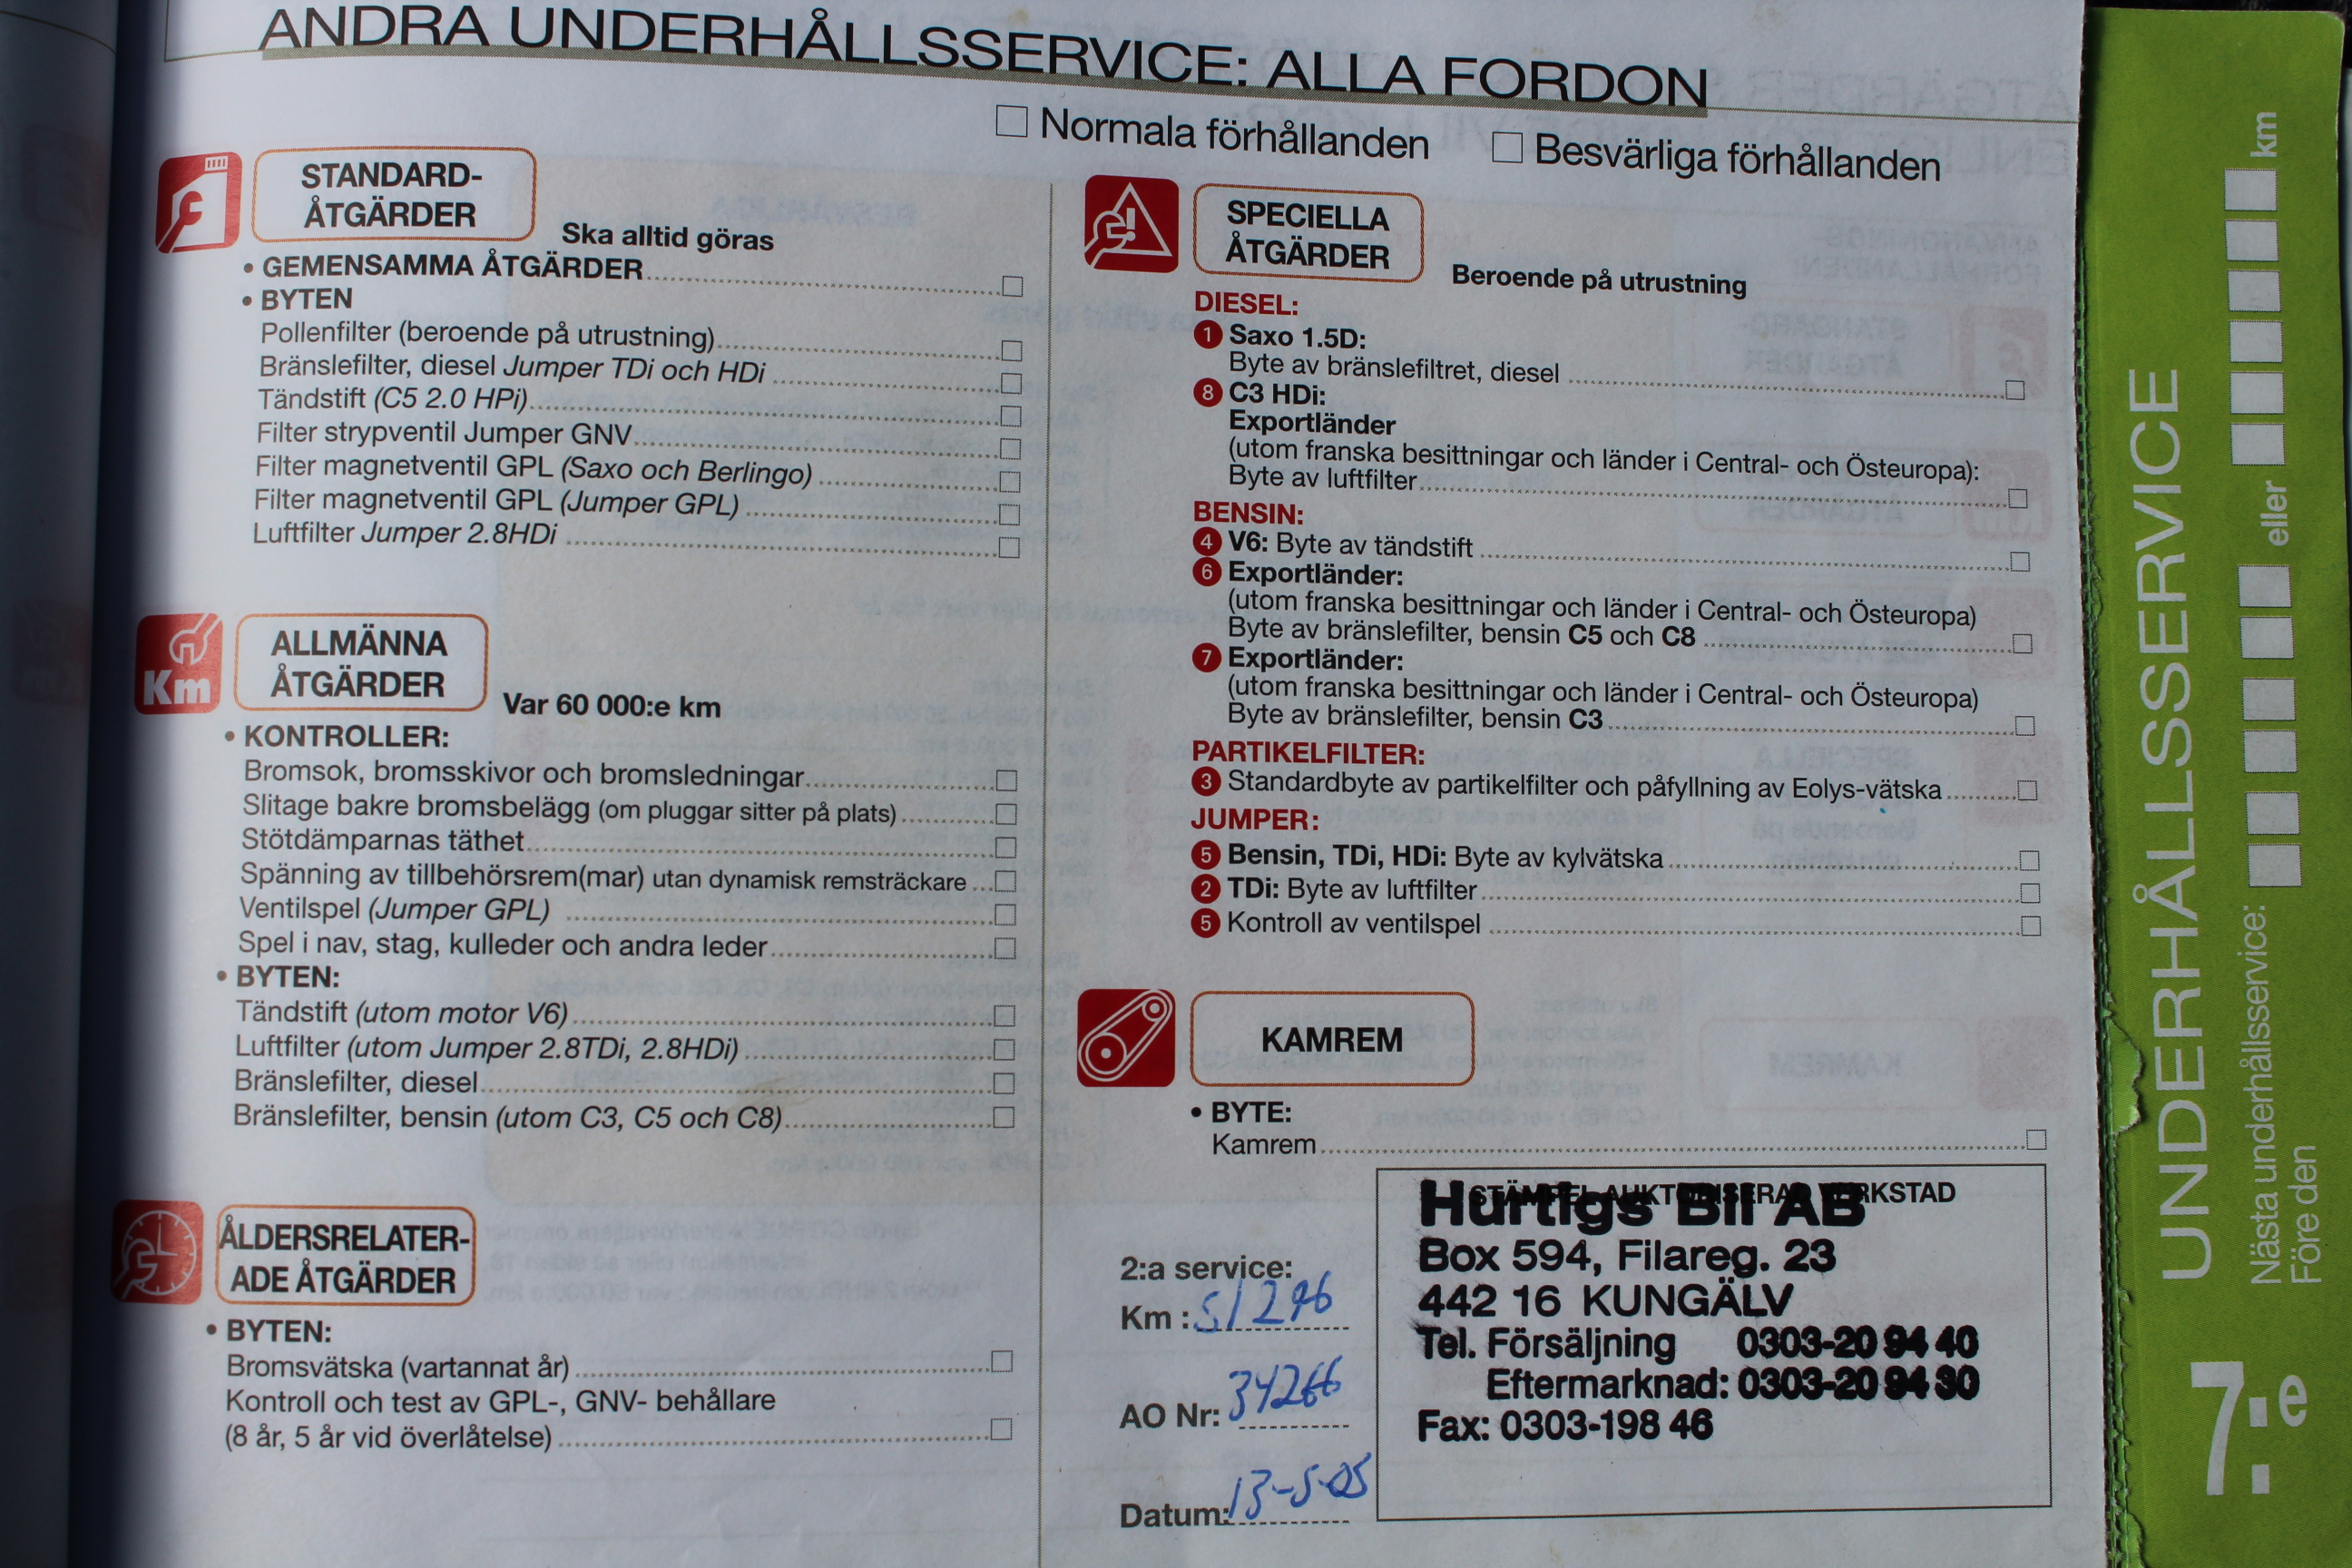 ANDRA UNDERHÅLLSSERVICE: ALLA FORDON
Normala förhållanden
Besvärliga förhållanden
STANDARD-
ÅTGÄRDER
Ska alltid göras
• GEMENSAMMA ÅTGÄRDER
• BYTEN
Pollenfilter (beroende på utrustning)
Bränslefilter, diesel Jumper TDi och HDi
Tändstift (C5 2.0 HPi)
Filter strypventil Jumper GNV
Filter magnetventil GPL (Saxo och Berlingo)
Filter magnetventil GPL (Jumper GPL)
Luftfilter Jumper 2.8HDi
Km
ALLMÄNNA
ÅTGÄRDER
Var 60 000:e km
• KONTROLLER:
Bromsok, bromsskivor och bromsledningar
Slitage bakre bromsbelägg (om pluggar sitter på plats)
Stötdämparnas täthet
Spänning av tillbehörsrem(mar) utan dynamisk remsträckare
Ventilspel (Jumper GPL)
Spel i nav, stag, kulleder och andra leder
• BYTEN:
Tändstift (utom motor V6)
Luftfilter (utom Jumper 2.8TDi, 2.8HDi)
Bränslefilter, diesel
Bränslefilter, bensin (utom C3, C5 och C8)
ÅLDERSRELATER-
ADE ÅTGÄRDER
• BYTEN:
Bromsvätska (vartannat år)
Kontroll och test av GPL-, GNV- behållare
(8 år, 5 år vid överlåtelse)
SPECIELLA
ÅTGÄRDER
Beroende på utrustning
DIESEL:
1 Saxo 1.5D:
Byte av bränslefiltret, diesel
8 C3 HDi:
Exportländer
(utom franska besittningar och länder i Central- och Östeuropa):
Byte av luftfilter
BENSIN:
4 V6: Byte av tändstift
6 Exportländer:
(utom franska besittningar och länder i Central- och Östeuropa)
Byte av bränslefilter, bensin C5 och C8
7 Exportländer:
(utom franska besittningar och länder i Central- och Östeuropa)
Byte av bränslefilter, bensin C3
PARTIKELFILTER:
3 Standardbyte av partikelfilter och påfyllning av Eolys-vätska
JUMPER:
5 Bensin, TDi, HDi: Byte av kylvätska
2 TDi: Byte av luftfilter
5 Kontroll av ventilspel
KAMREM
• BYTE:
Kamrem
2:a service:
Km : 51296
AO Nr: 34266
Datum: 13-5-05
STÄMPEL AUKTORISERAD VERKSTAD
Hurtigs Bil AB
Box 594, Filareg. 23
442 16 KUNGÄLV
Tel. Försäljning 0303-20 94 40
Eftermarknad: 0303-20 94 30
Fax: 0303-198 46
UNDERHÅLLSSERVICE
Nästa underhållsservice: eller km
Före den
7:e